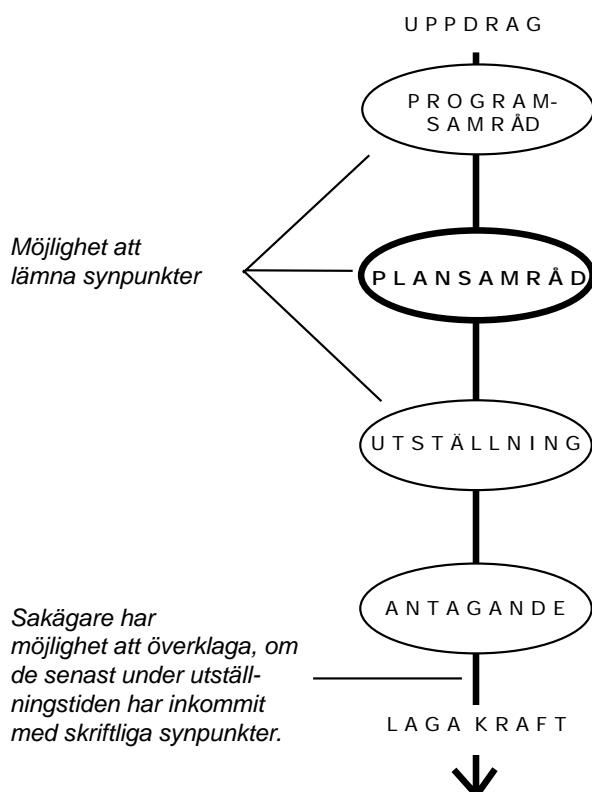 UPPDRAG
PROGRAM-
SAMRÅD
Möjlighet att
lämna synpunkter
PLANSAMRÅD
UTSTÄLLNING
ANTAGANDE
Sakägare har
möjlighet att överklaga, om
de senast under utställ-
ningstiden har inkommit
med skriftliga synpunkter.
LAGA KRAFT